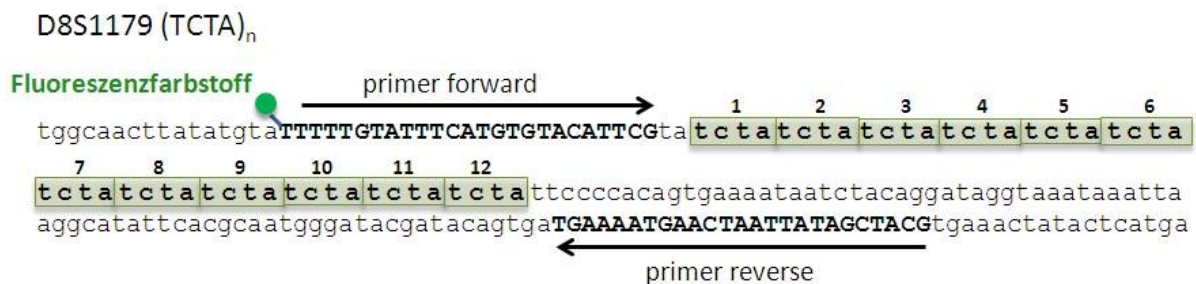 D8S1179 (TCTA)n
Fluoreszenzfarbstoff primer forward
1 2 3 4 5 6
tggcaacttatatgtaTTTTTGTATTTCATGTGTACATTCGtatctatctatctatctatctatcta
7 8 9 10 11 12
tctatctatctatctatctatctattccccacagtgaaaataatctacaggataggtaaataaatta
aggcatattcacgcaatgggatacgatacagtgaTGAAAATGAACTAATTATAGCTACGtgaaactatactcatga
primer reverse